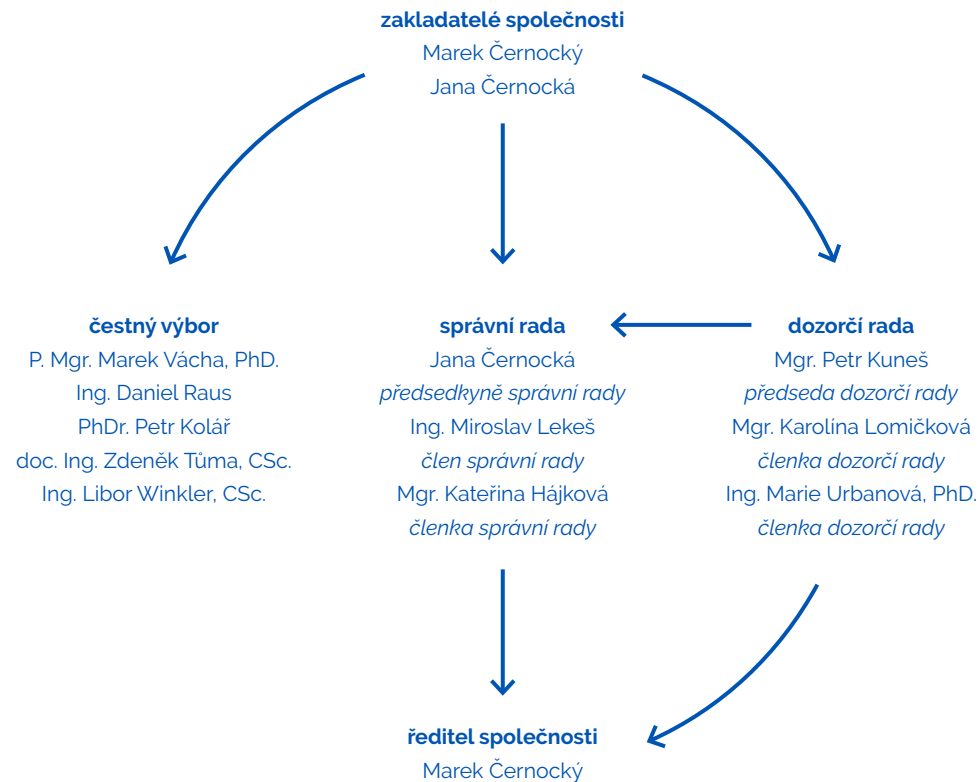 zakladatelé společnosti
Marek Černocký
Jana Černocká
čestný výbor
P. Mgr. Marek Vácha, PhD.
Ing. Daniel Raus
PhDr. Petr Kolář
doc. Ing. Zdeněk Tůma, CSc.
Ing. Libor Winkler, CSc.
správní rada
Jana Černocká
předsedkyně správní rady
Ing. Miroslav Lekeš
člen správní rady
Mgr. Kateřina Hájková
členka správní rady
dozorčí rada
Mgr. Petr Kuneš
předseda dozorčí rady
Mgr. Karolína Lomičková
členka dozorčí rady
Ing. Marie Urbanová, PhD.
členka dozorčí rady
ředitel společnosti
Marek Černocký